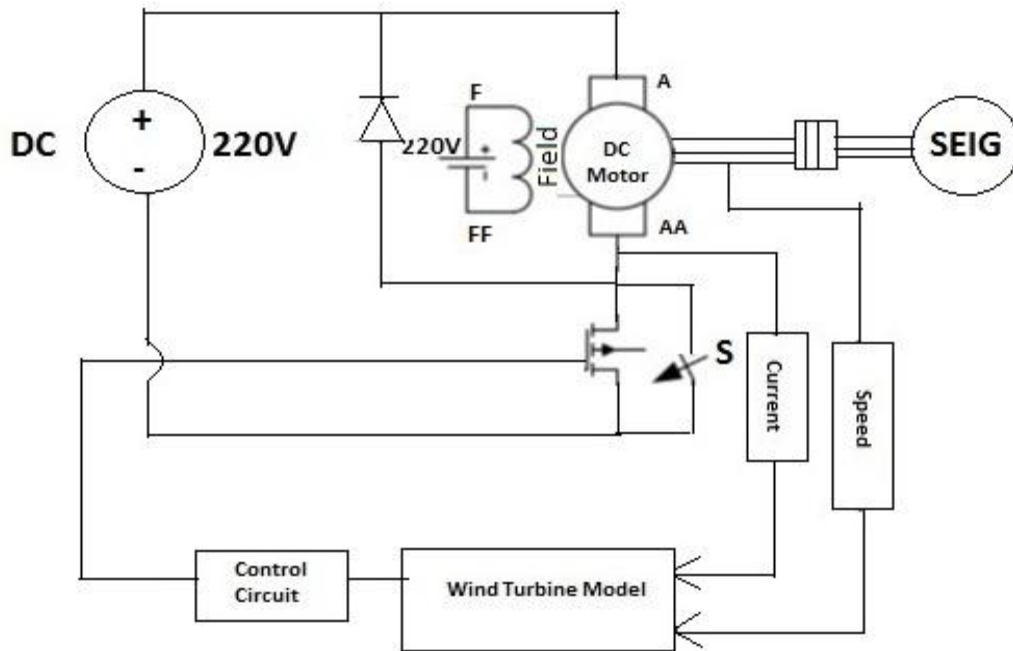 A
F
+
DC
220V
220V
+
-
Field
DC
Motor
SEIG
-
FF
AA
S
Current
Speed
Control
Circuit
Wind Turbine Model